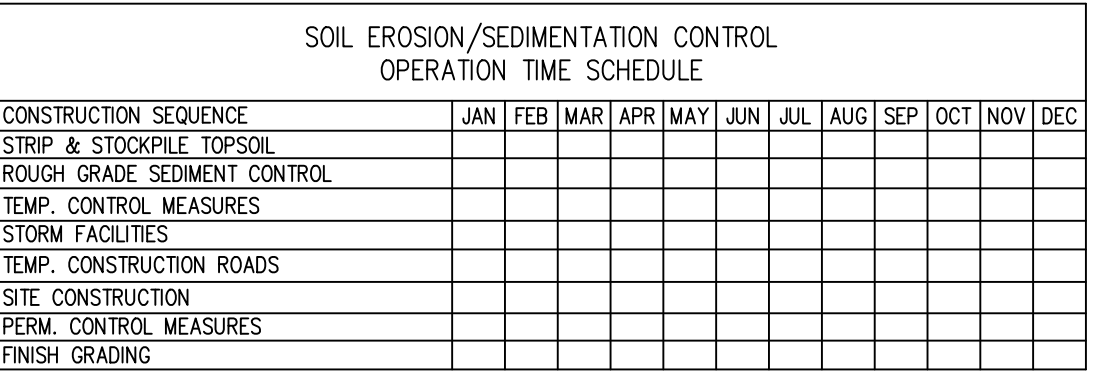 SOIL EROSION/SEDIMENTATION CONTROL
OPERATION TIME SCHEDULE
CONSTRUCTION SEQUENCE JAN FEB MAR APR MAY JUN JUL AUG SEP OCT NOV DEC
STRIP & STOCKPILE TOPSOIL
ROUGH GRADE SEDIMENT CONTROL
TEMP. CONTROL MEASURES
STORM FACILITIES
TEMP. CONSTRUCTION ROADS
SITE CONSTRUCTION
PERM. CONTROL MEASURES
FINISH GRADING